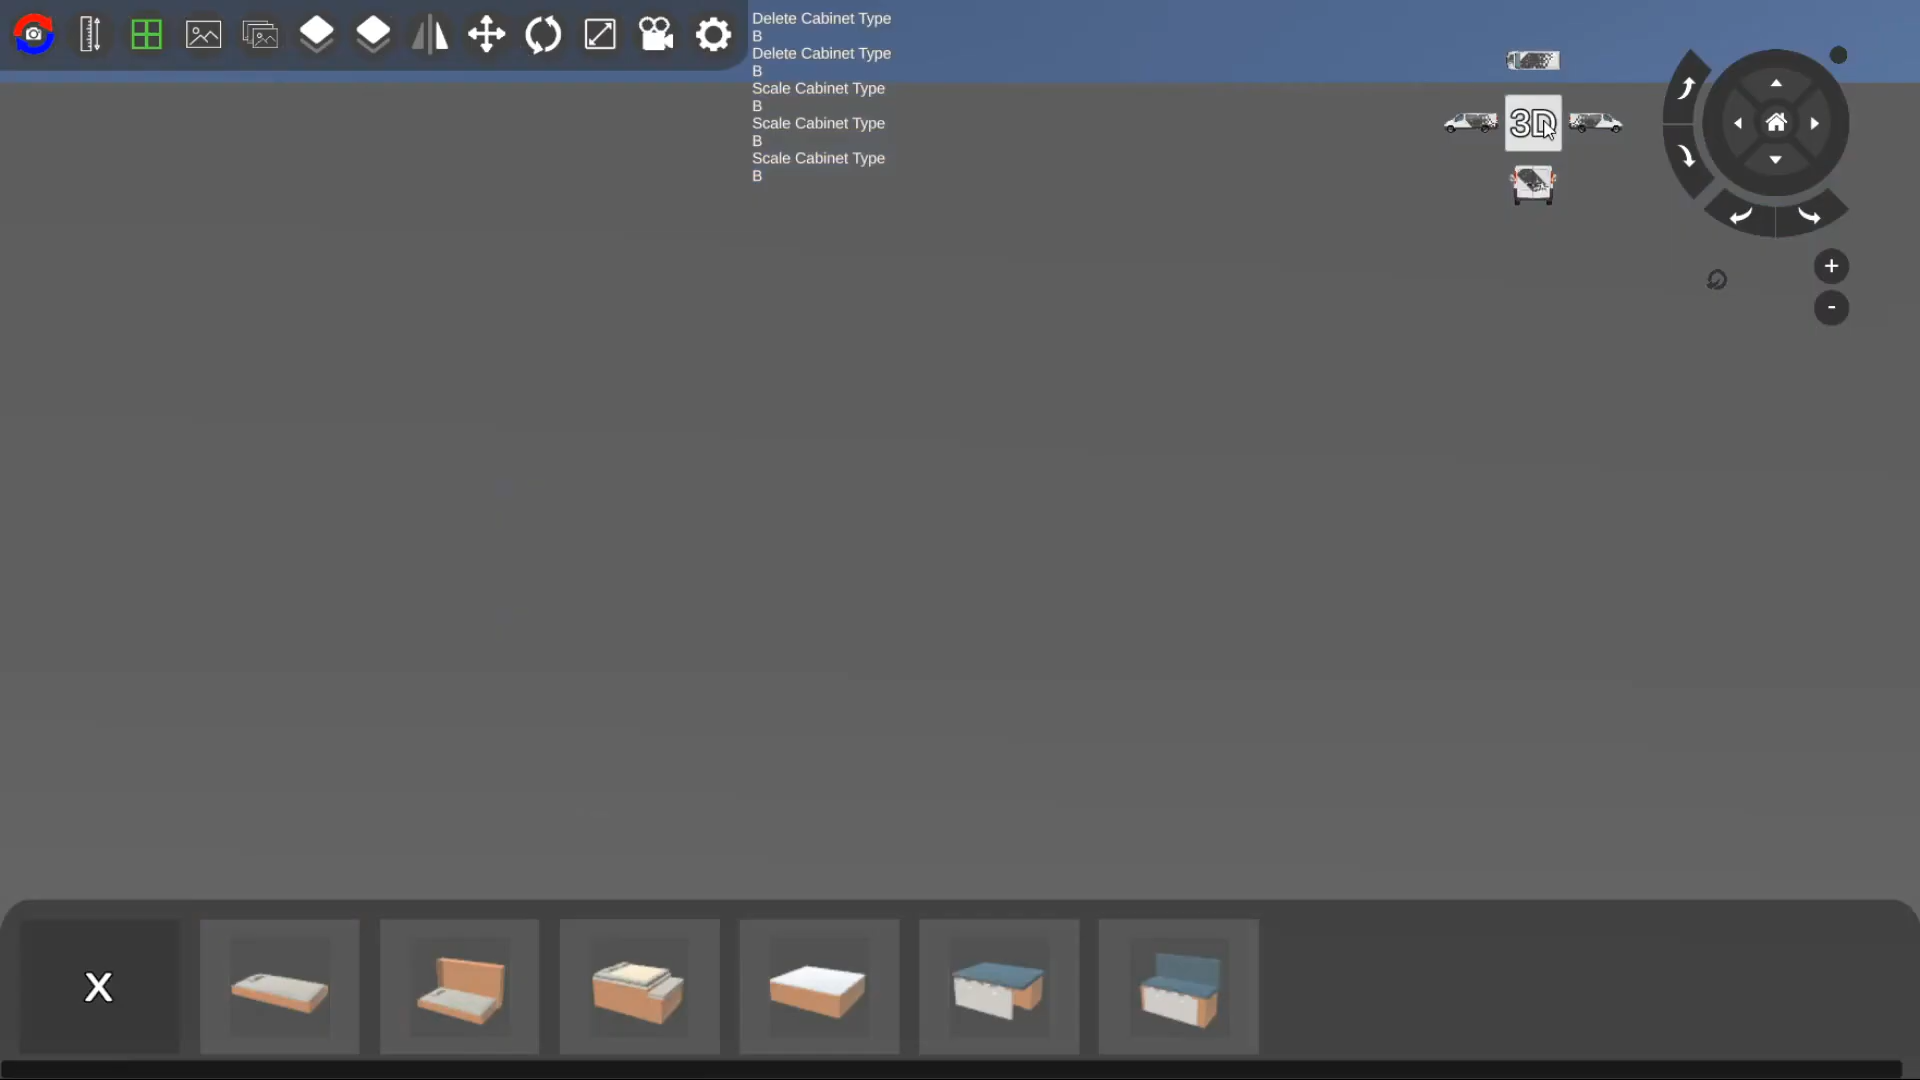 Delete Cabinet Type
B
Delete Cabinet Type
B
Scale Cabinet Type
B
Scale Cabinet Type
B
Scale Cabinet Type
B
3D
+
-
X